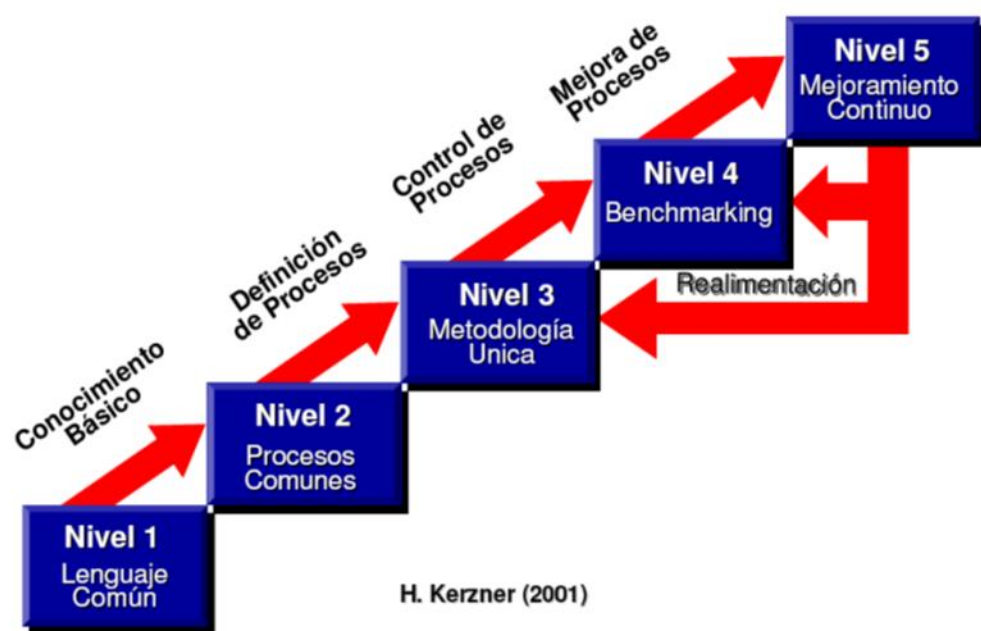 Mejora de
Procesos
Nivel 5
Mejoramiento
Continuo
Control de
Procesos
Nivel 4
Benchmarking
Definición
de Procesos
Nivel 3
Metodología
Unica
Realimentación
Conocimiento
Básico
Nivel 2
Procesos
Comunes
Nivel 1
Lenguaje
Común
H. Kerzner (2001)